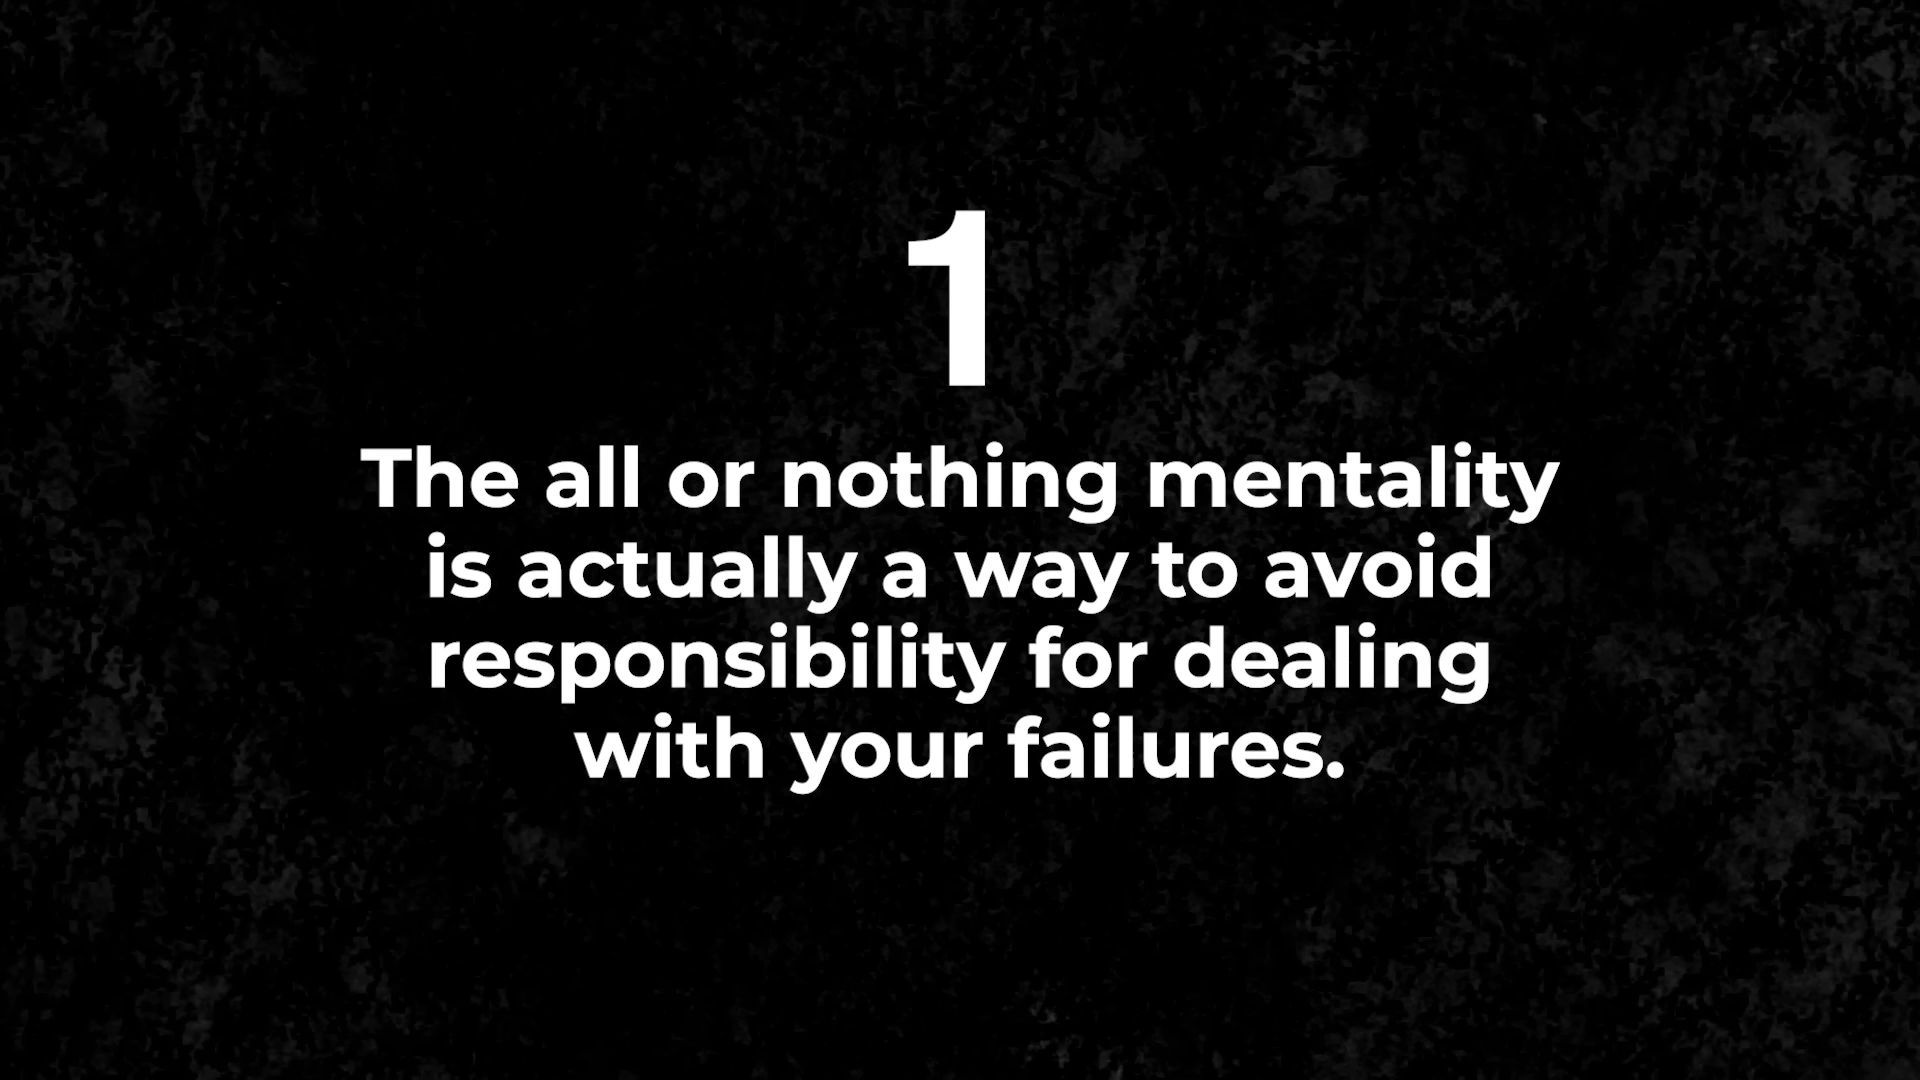 1
The all or nothing mentality
is actually a way to avoid
responsibility for dealing
with your failures.